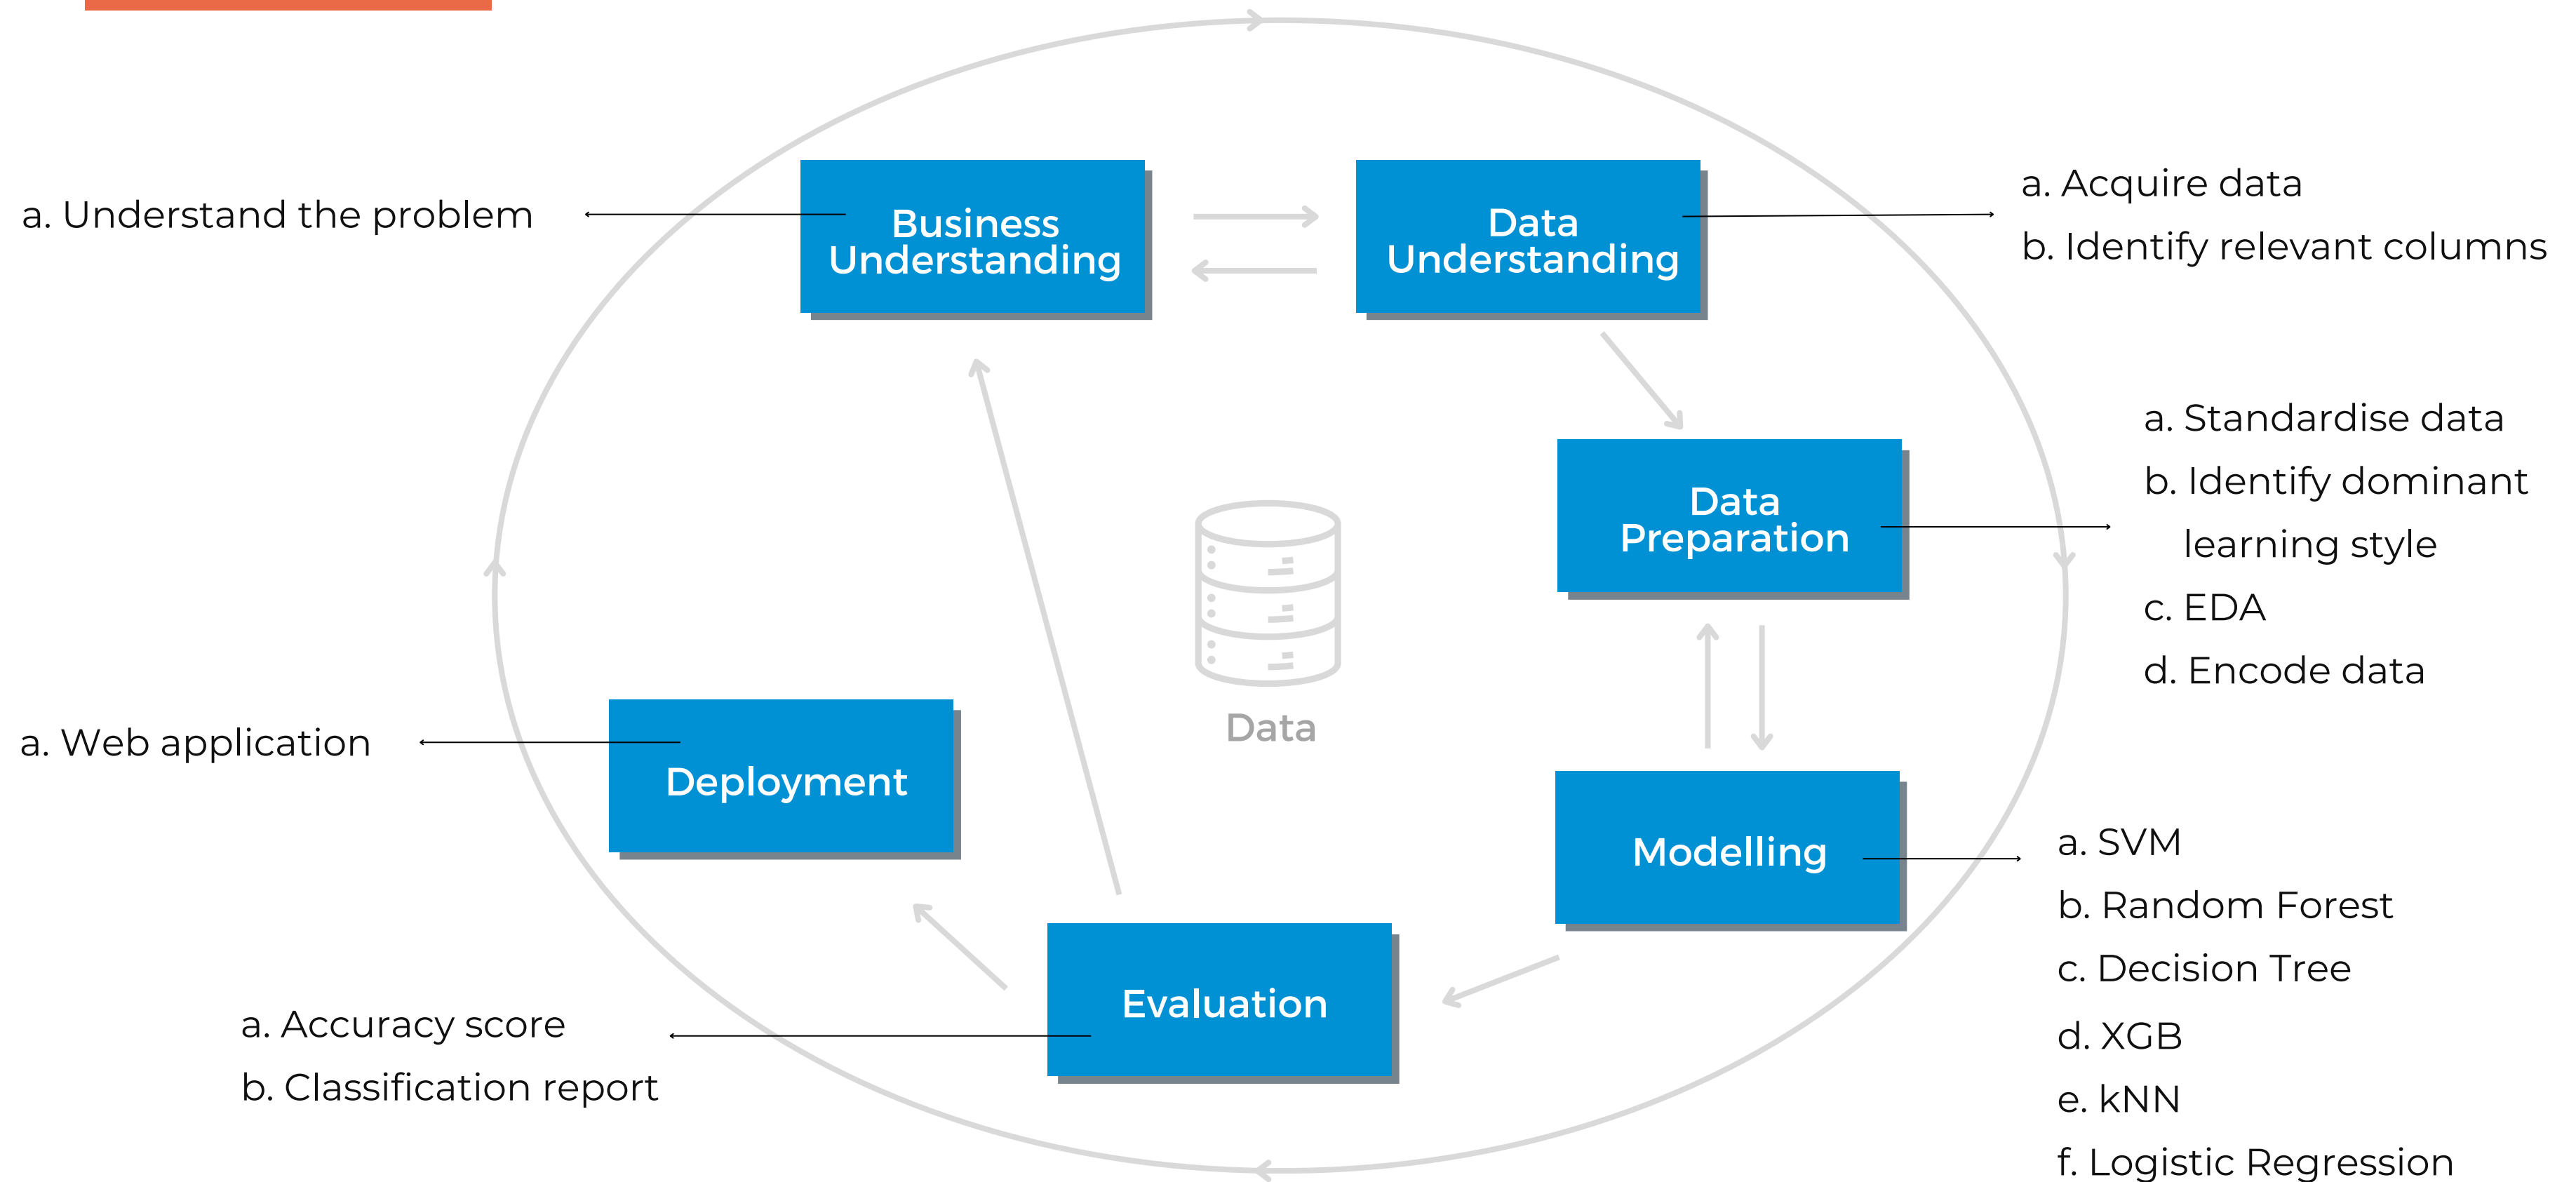 a. Understand the problem
Business
Understanding
Data
Understanding
a. Acquire data
b. Identify relevant columns
Data
Preparation
a. Standardise data
b. Identify dominant
learning style
c. EDA
d. Encode data
Data
a. Web application
Deployment
Modelling
a. SVM
b. Random Forest
c. Decision Tree
d. XGB
e. kNN
f. Logistic Regression
Evaluation
a. Accuracy score
b. Classification report